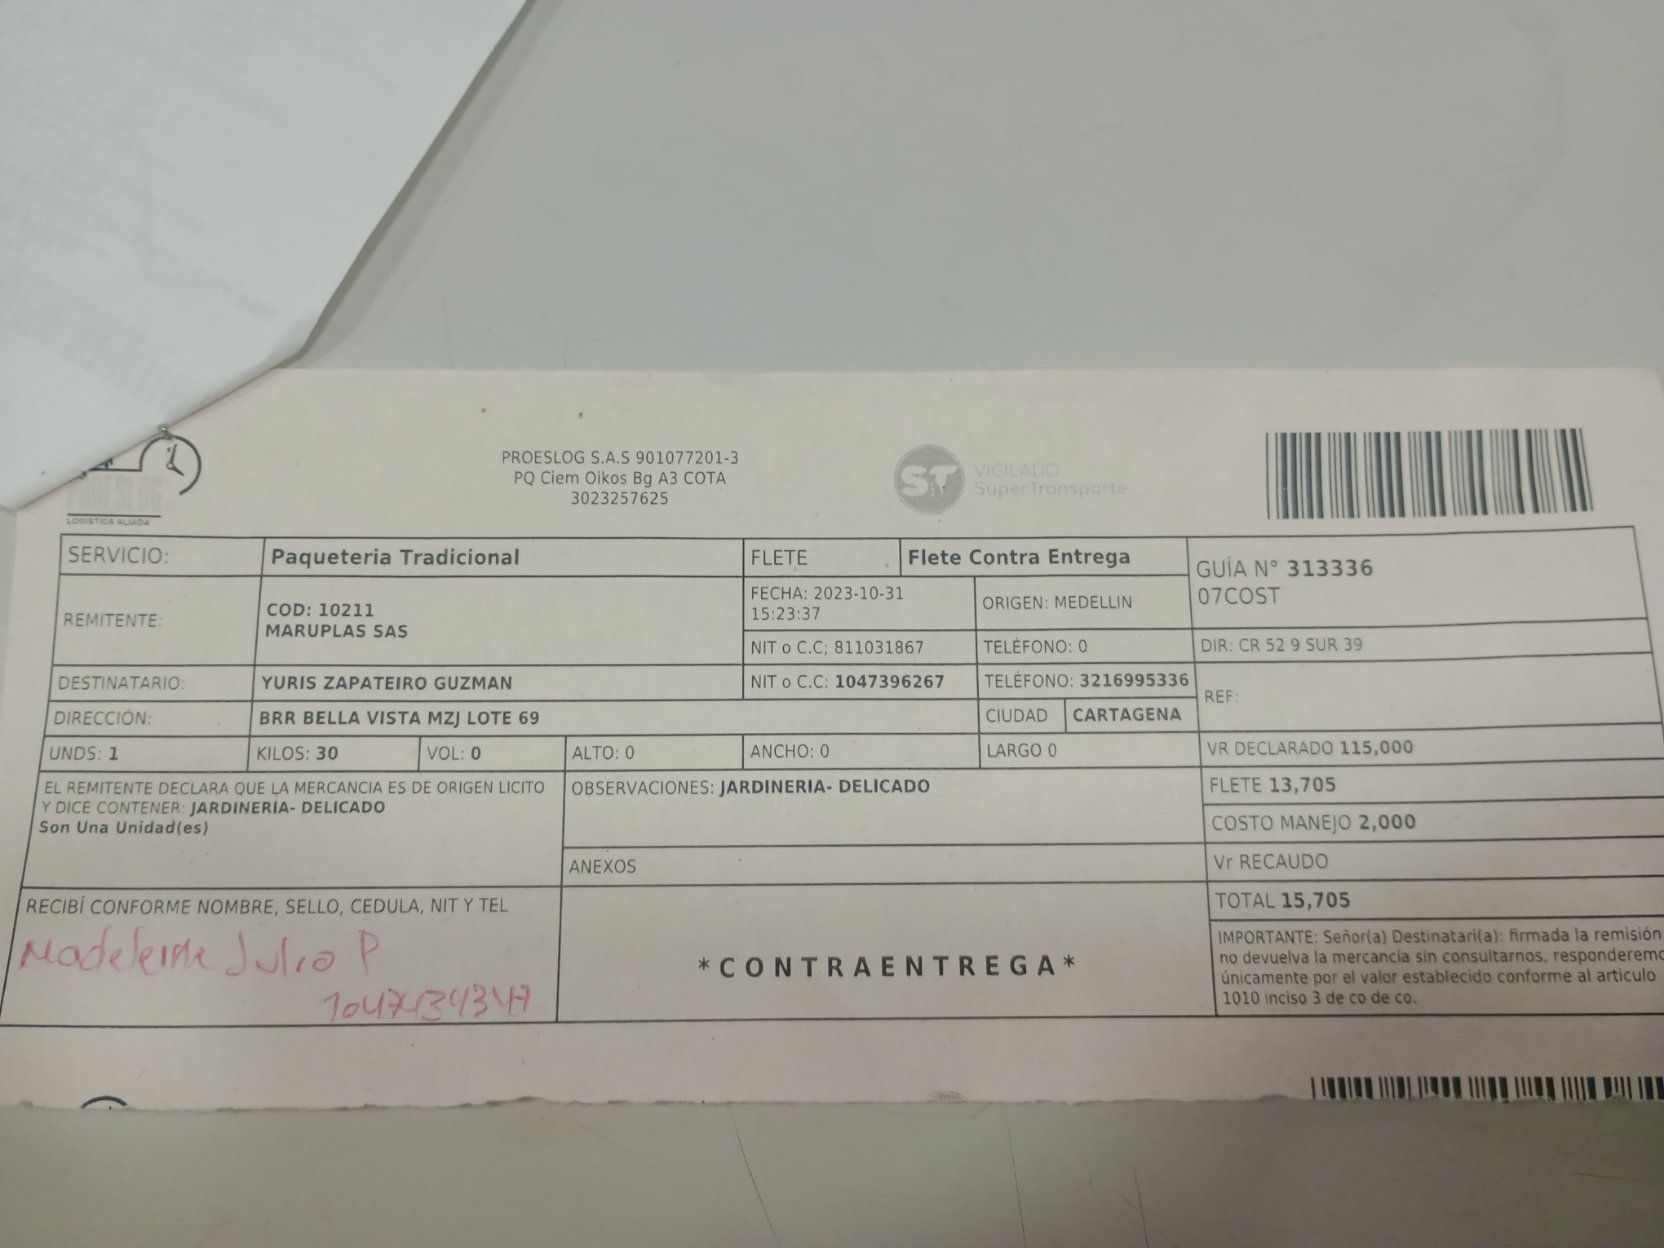 PROESLOG
LOGISTICA ALIADA
PROESLOG S.A.S 901077201-3
PQ Ciem Oikos Bg A3 COTA
3023257625
ST VIGILADO
SuperTransporte
SERVICIO: Paqueteria Tradicional FLETE Flete Contra Entrega
GUÍA N° 313336
07COST
REMITENTE: COD: 10211
MARUPLAS SAS
FECHA: 2023-10-31
15:23:37
ORIGEN: MEDELLIN
NIT o C.C; 811031867 TELÉFONO: 0 DIR: CR 52 9 SUR 39
DESTINATARIO: YURIS ZAPATEIRO GUZMAN NIT o C.C: 1047396267 TELÉFONO: 3216995336 REF:
DIRECCIÓN: BRR BELLA VISTA MZJ LOTE 69 CIUDAD CARTAGENA
UNDS: 1 KILOS: 30 VOL: 0 ALTO: 0 ANCHO: 0 LARGO 0 VR DECLARADO 115,000
EL REMITENTE DECLARA QUE LA MERCANCIA ES DE ORIGEN LICITO
Y DICE CONTENER: JARDINERIA- DELICADO
Son Una Unidad(es)
OBSERVACIONES: JARDINERIA- DELICADO
FLETE 13,705
COSTO MANEJO 2,000
ANEXOS
Vr RECAUDO
TOTAL 15,705
RECIBÍ CONFORME NOMBRE, SELLO, CEDULA, NIT Y TEL
Madeleine Julio P
*CONTRAENTREGA*
IMPORTANTE: Señor(a) Destinatari(a): firmada la remisión
no devuelva la mercancia sin consultarnos, responderemo
únicamente por el valor establecido conforme al articulo
1010 inciso 3 de co de co.